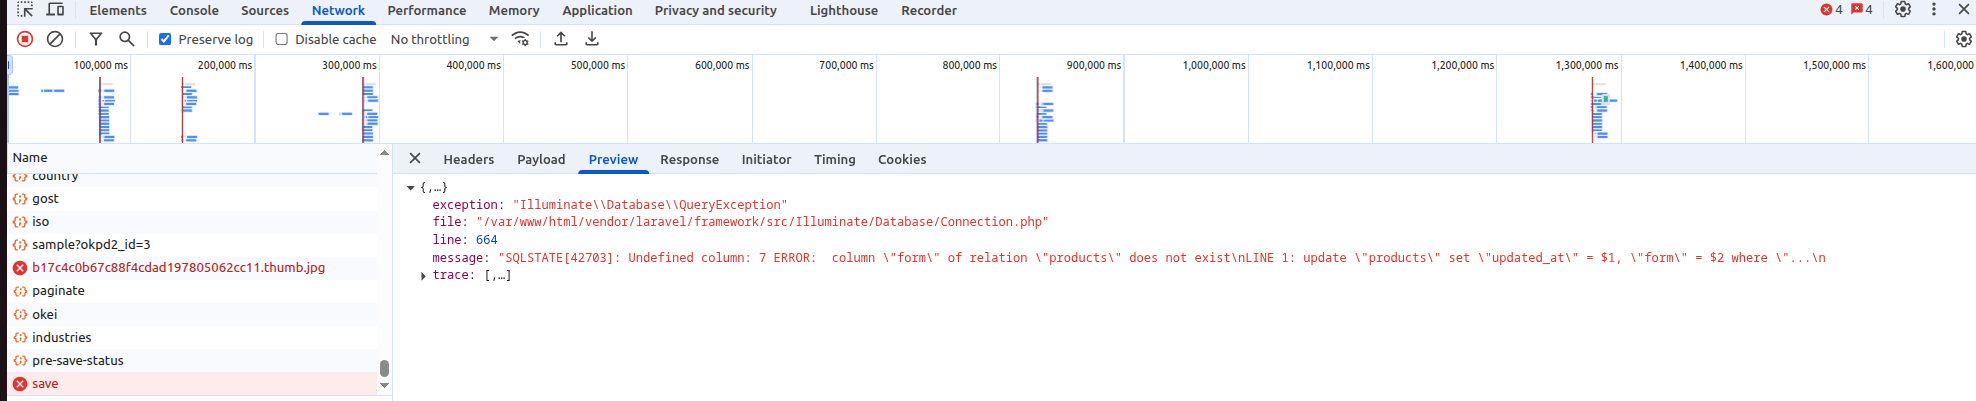 Elements Console Sources Network Performance Memory Application Privacy and security Lighthouse Recorder 4 4
Preserve log Disable cache No throttling
100,000 ms 200,000 ms 300,000 ms 400,000 ms 500,000 ms 600,000 ms 700,000 ms 800,000 ms 900,000 ms 1,000,000 ms 1,100,000 ms 1,200,000 ms 1,300,000 ms 1,400,000 ms 1,500,000 ms 1,600,000
Name
country
gost
iso
sample?okpd2_id=3
b17c4c0b67c88f4cdad197805062cc11.thumb.jpg
paginate
okei
industries
pre-save-status
save
Headers Payload Preview Response Initiator Timing Cookies
{,…}
exception: "Illuminate\\Database\\QueryException"
file: "/var/www/html/vendor/laravel/framework/src/Illuminate/Database/Connection.php"
line: 664
message: "SQLSTATE[42703]: Undefined column: 7 ERROR:  column \"form\" of relation \"products\" does not exist\nLINE 1: update \"products\" set \"updated_at\" = $1, \"form\" = $2 where \"...\n
trace: [,…]